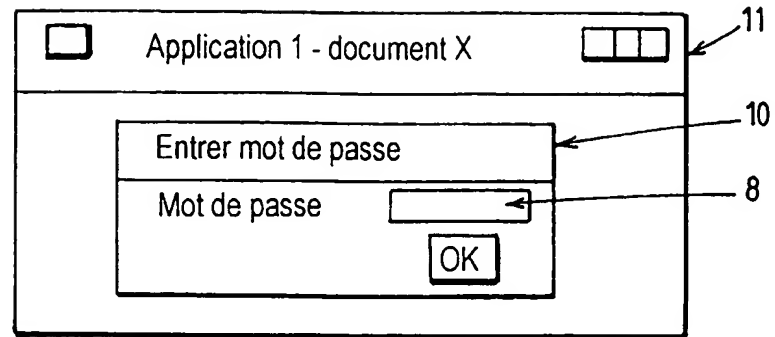 Application 1 - document X
11
Entrer mot de passe
10
Mot de passe
8
OK